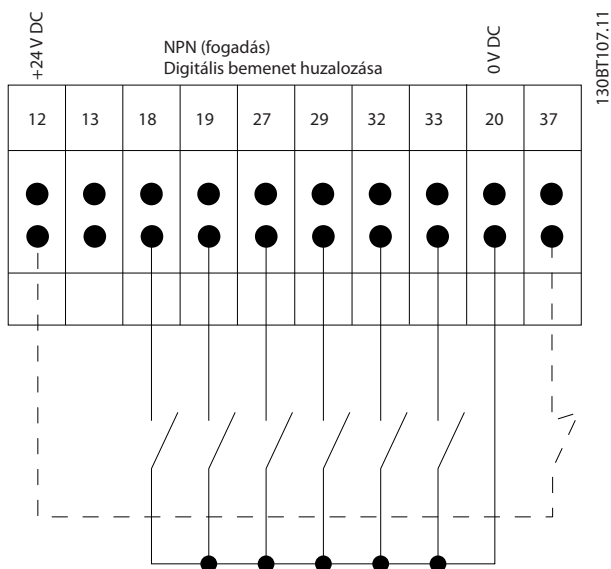 +24 V DC
NPN (fogadás)
Digitális bemenet huzalozása
0 V DC
130BT107.11
12 13 18 19 27 29 32 33 20 37